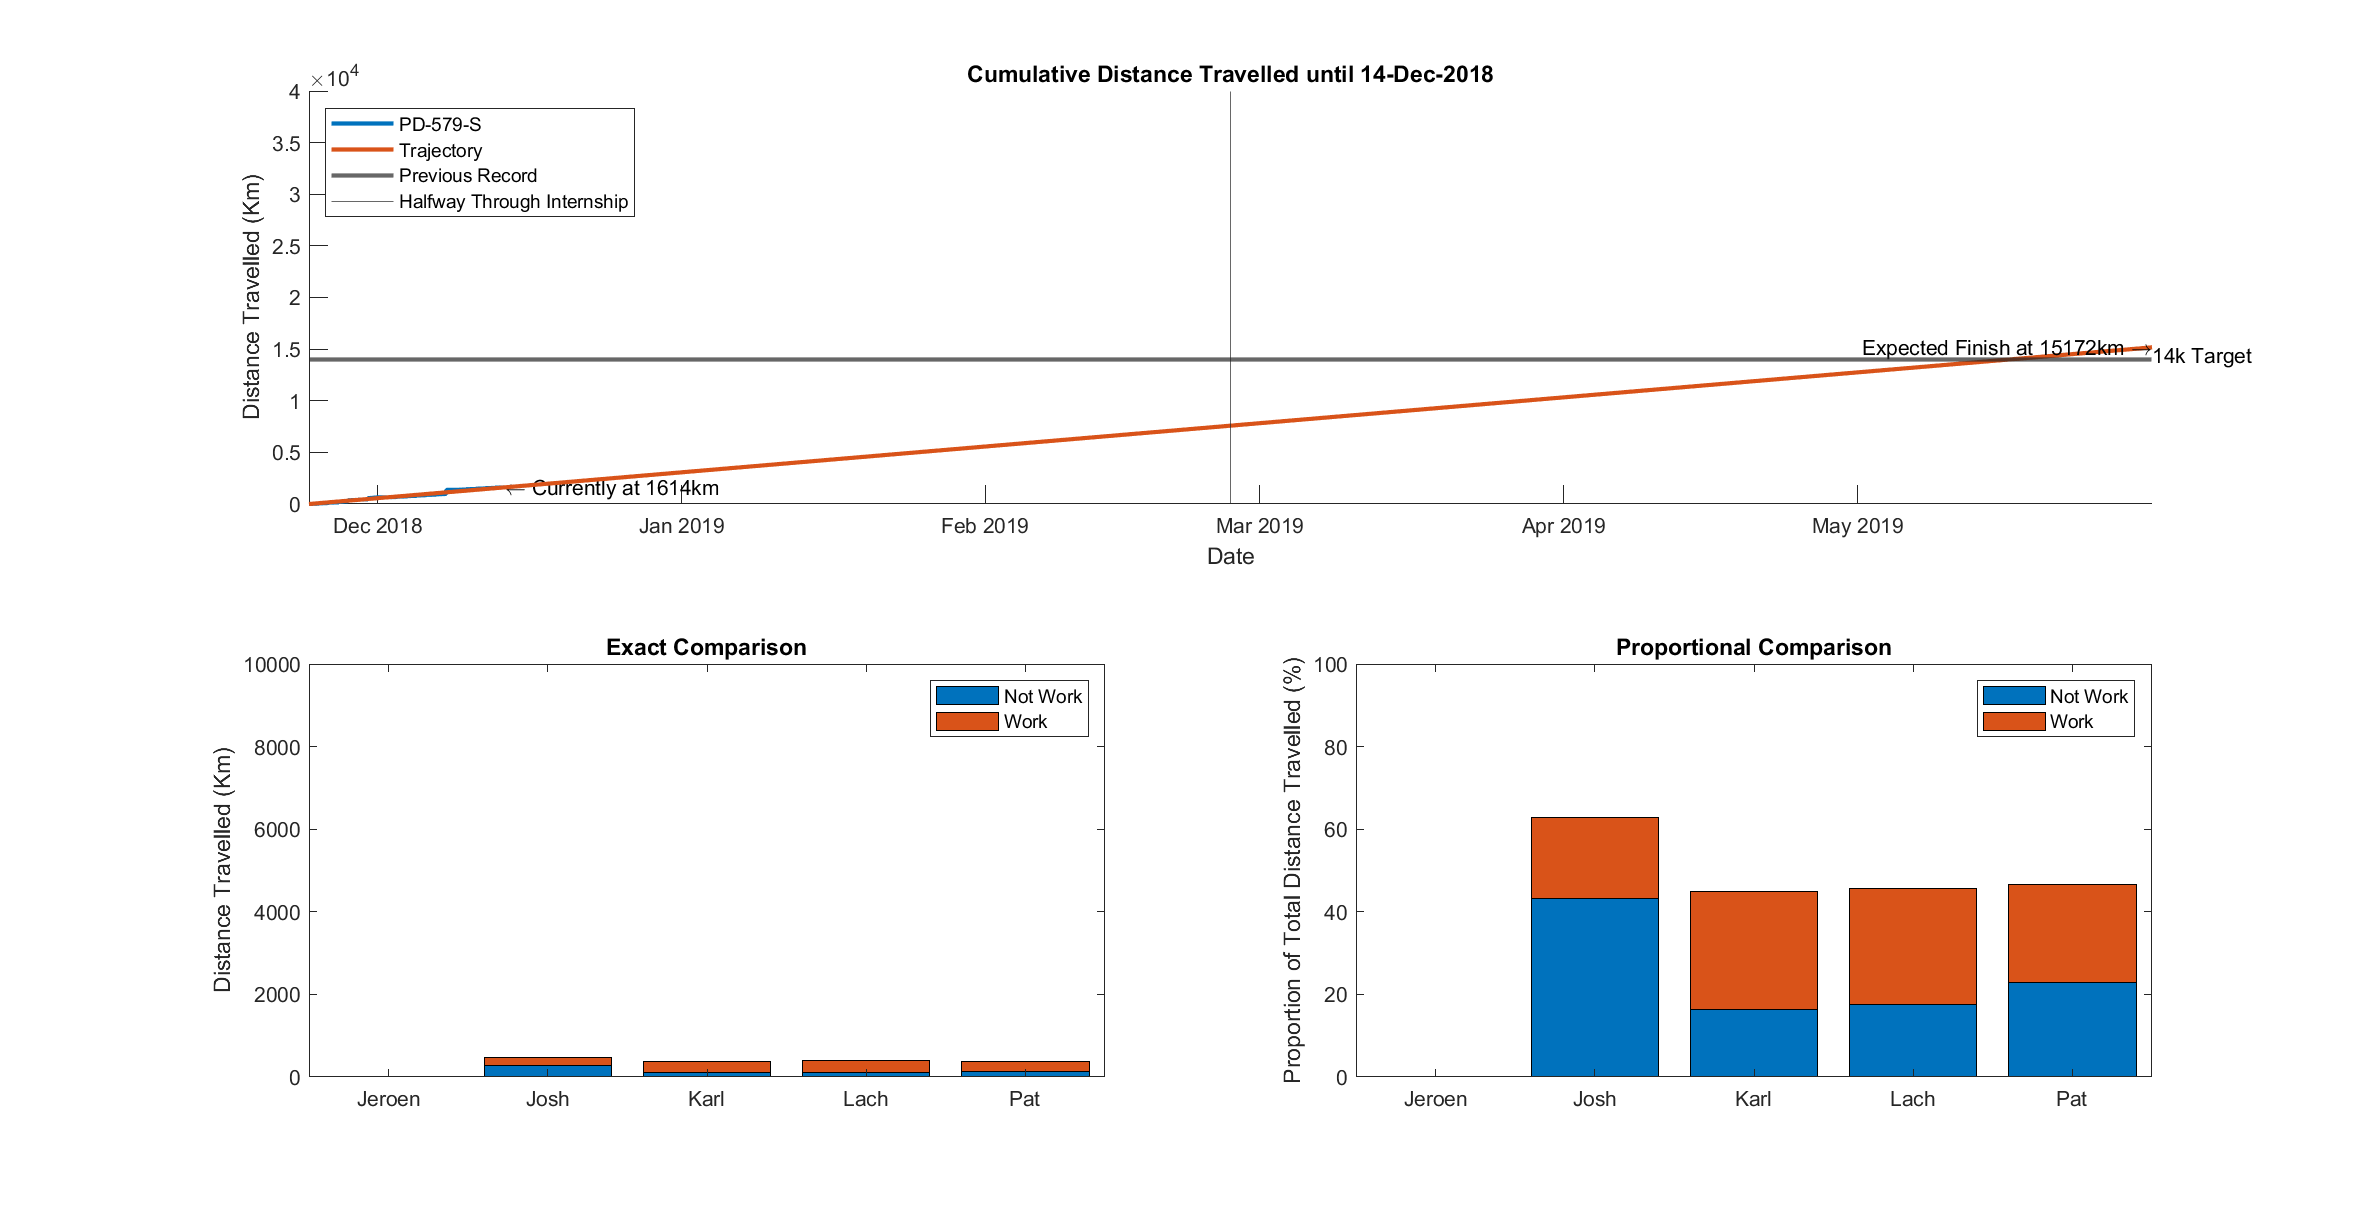 Cumulative Distance Travelled until 14-Dec-2018
×10^4
4
3.5
3
2.5
2
1.5
1
0.5
0
Distance Travelled (Km)
PD-579-S
Trajectory
Previous Record
Halfway Through Internship
Expected Finish at 15172km →
14k Target
← Currently at 1614km
Dec 2018 Jan 2019 Feb 2019 Mar 2019 Apr 2019 May 2019
Date
Exact Comparison
10000
8000
6000
4000
2000
0
Distance Travelled (Km)
Not Work
Work
Jeroen Josh Karl Lach Pat
Proportional Comparison
100
80
60
40
20
0
Proportion of Total Distance Travelled (%)
Not Work
Work
Jeroen Josh Karl Lach Pat